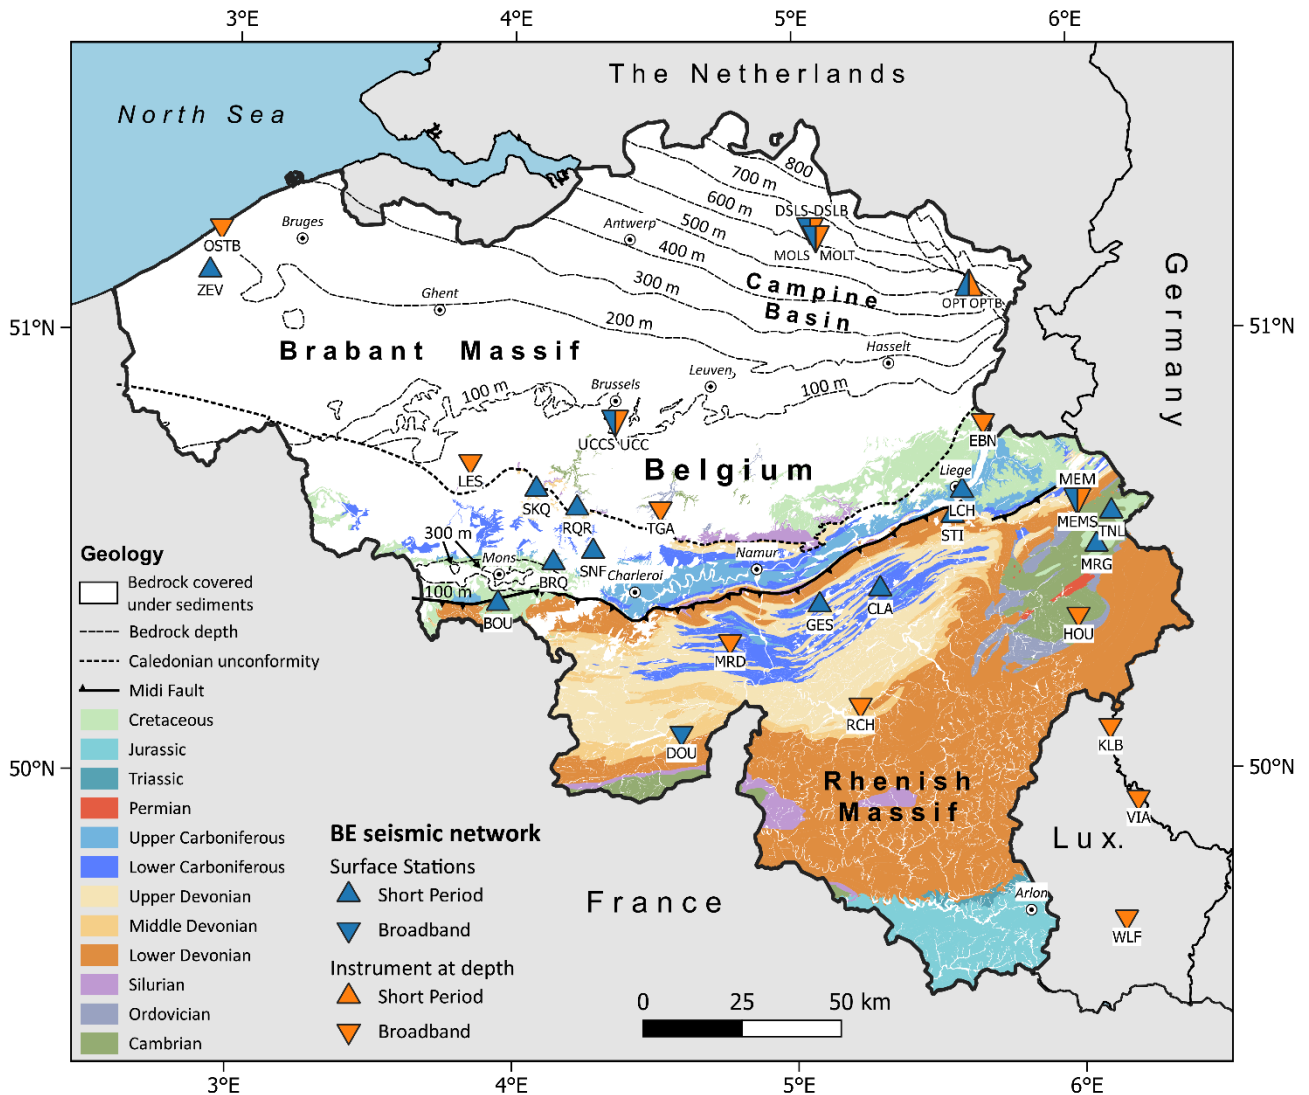 3°E
4°E
5°E
6°E
The Netherlands
North Sea
800
700 m
600 m
DSLS-DSLB
Bruges
Antwerp
500 m
OSTB
400 m
MOLS
MOLT
ZEV
300 m
Campine
Basin
OPT OPTB
Ghent
200 m
51°N
51°N
Germany
Brabant Massif
Hasselt
Leuven
Brussels
100 m
100 m
UCCS-UCC
EBN
Belgium
Liege
LES
MEM
SKQ
LCH
MEMS
RQR
TGA
STI
TNL
300 m
Mons
Namur
MRG
BRQ
SNF
Charleroi
100 m
CLA
BOU
GES
HOU
MRD
RCH
DOU
KLB
50°N
50°N
Rhenish
Massif
VIA
Lux.
Arlon
France
WLF
Geology
Bedrock covered
under sediments
Bedrock depth
Caledonian unconformity
Midi Fault
Cretaceous
Jurassic
Triassic
Permian
Upper Carboniferous
Lower Carboniferous
Upper Devonian
Middle Devonian
Lower Devonian
Silurian
Ordovician
Cambrian
BE seismic network
Surface Stations
Short Period
Broadband
Instrument at depth
Short Period
Broadband
0 25 50 km
3°E
4°E
5°E
6°E